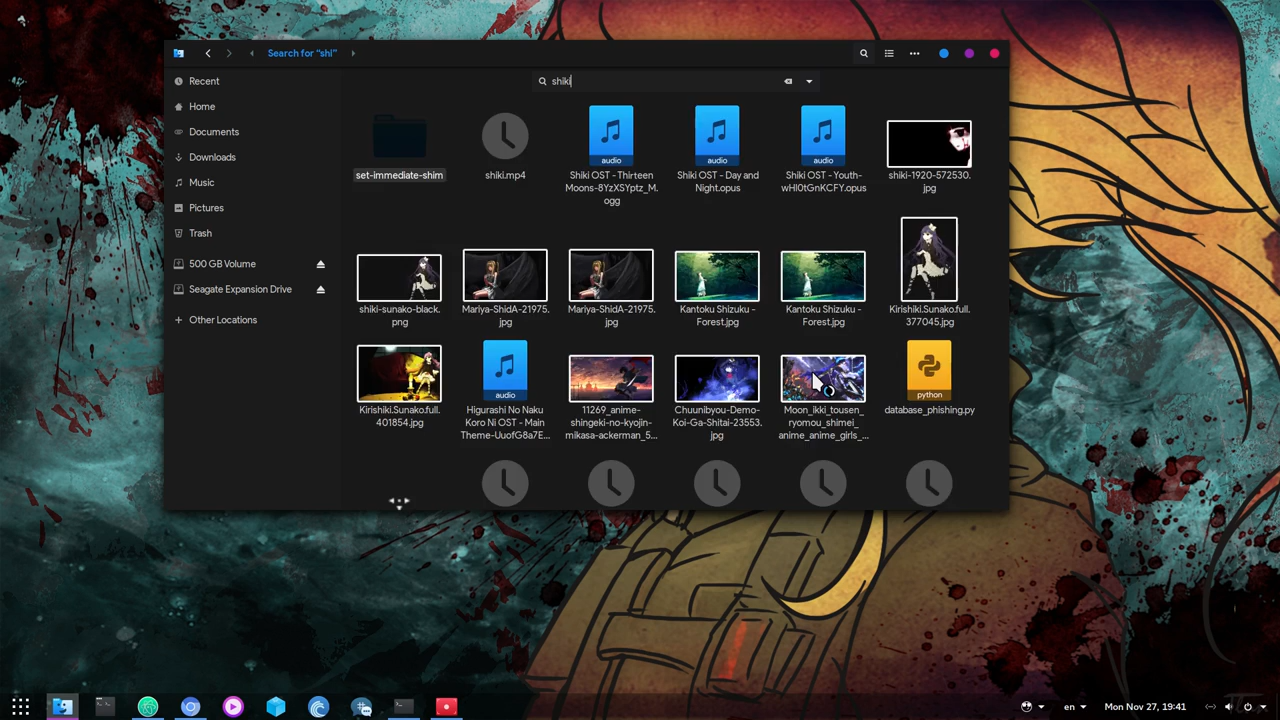 Search for “shi”
shiki
Recent
Home
Documents
Downloads
Music
Pictures
Trash
500 GB Volume
Seagate Expansion Drive
Other Locations
set-immediate-shim
shiki.mp4
audio
Shiki OST - Thirteen
Moons-8YzXSYptz_M.
ogg
audio
Shiki OST - Day and
Night.opus
audio
Shiki OST - Youth-
wHl0tGnKCFY.opus
shiki-1920-572530.
jpg
shiki-sunako-black.
png
Mariya-ShidA-21975.
jpg
Mariya-ShidA-21975.
jpg
Kantoku Shizuku -
Forest.jpg
Kantoku Shizuku -
Forest.jpg
Kirishiki.Sunako.full.
377045.jpg
Kirishiki.Sunako.full.
401854.jpg
audio
Higurashi No Naku
Koro Ni OST - Main
Theme-UuofG8a7E...
11269_anime-
shingeki-no-kyojin-
mikasa-ackerman_5...
Chuunibyou-Demo-
Koi-Ga-Shitai-23553.
jpg
Moon_ikki_tousen_
ryomou_shimei_
anime_anime_girls_...
python
database_phishing.py
en
Mon Nov 27, 19:41